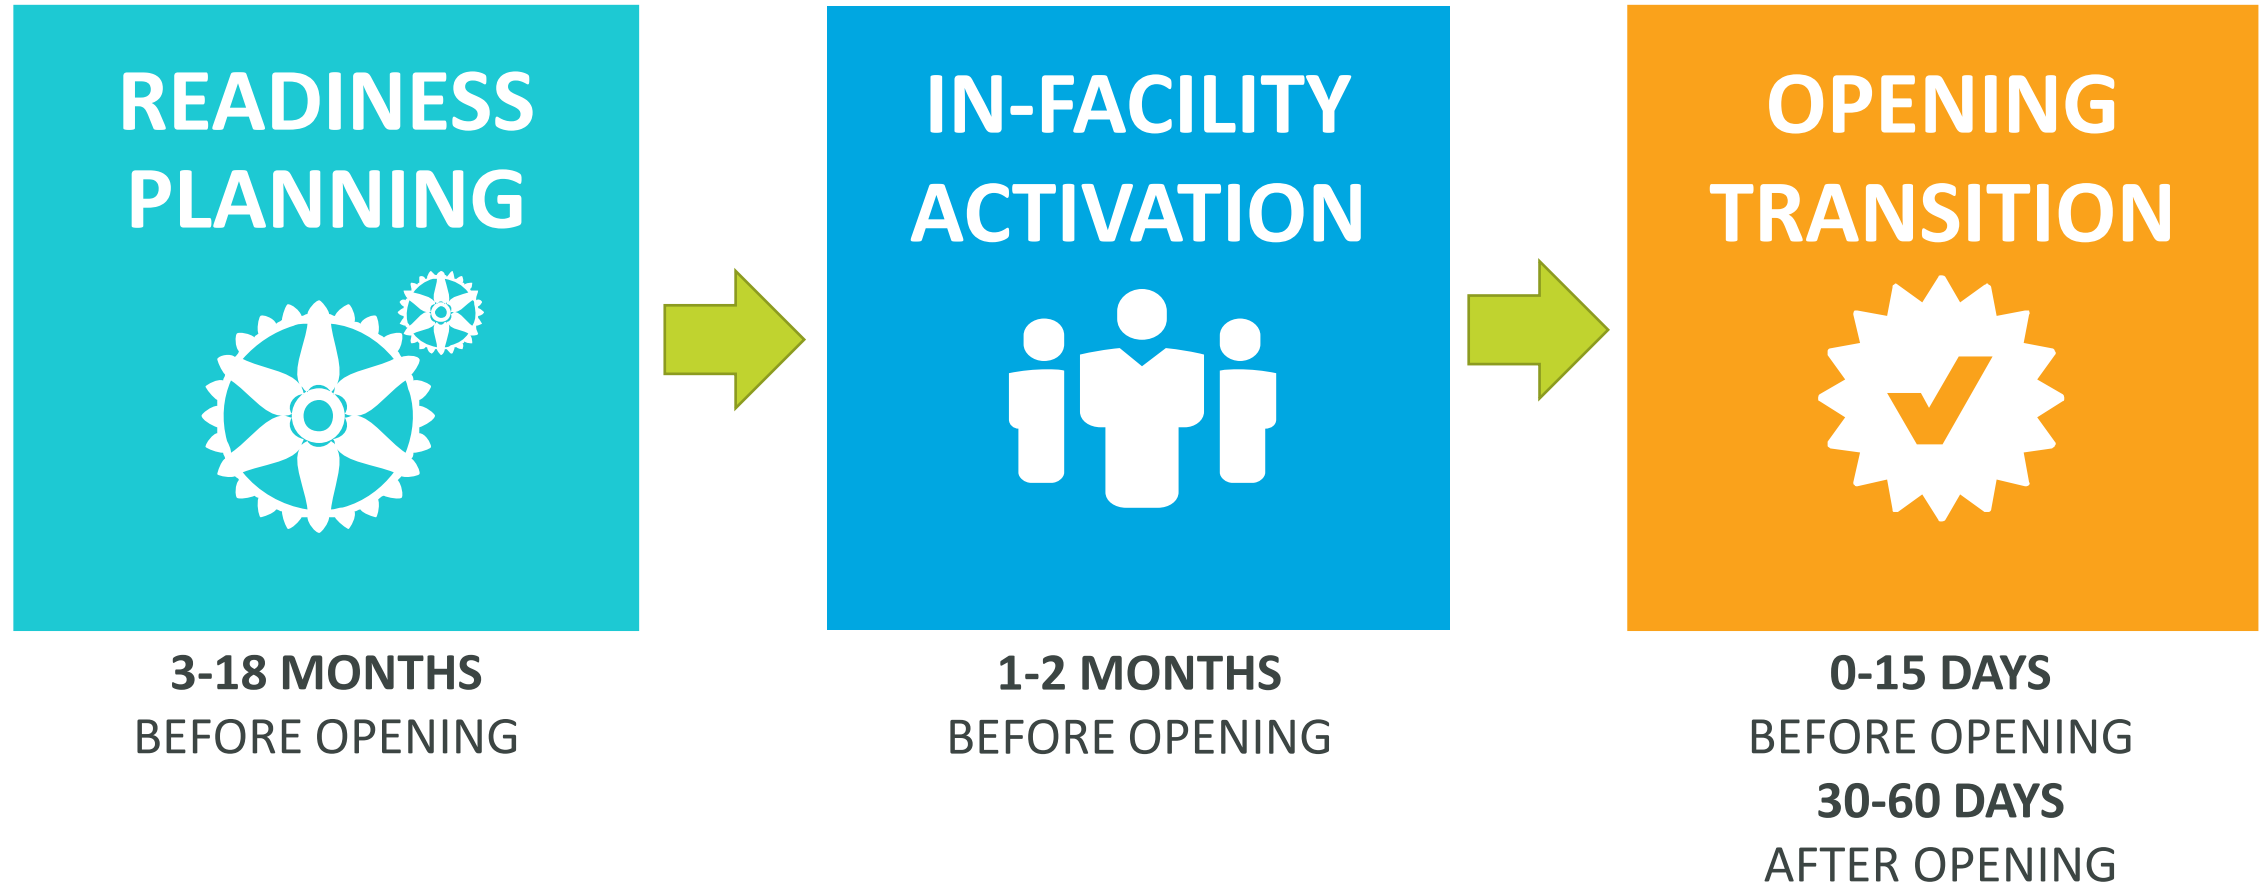 READINESS
PLANNING
3-18 MONTHS
BEFORE OPENING
IN-FACILITY
ACTIVATION
1-2 MONTHS
BEFORE OPENING
OPENING
TRANSITION
0-15 DAYS
BEFORE OPENING
30-60 DAYS
AFTER OPENING